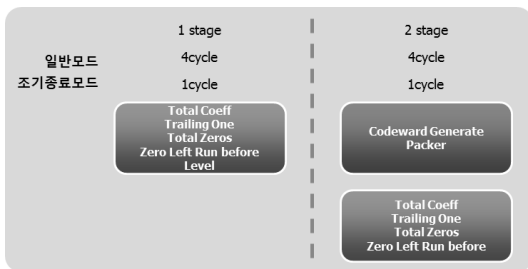 1 stage 2 stage
일반모드 4cycle 4cycle
조기종료모드 1cycle 1cycle
Total Coeff
Trailing One
Total Zeros
Zero Left Run before
Level
Codeward Generate
Packer
Total Coeff
Trailing One
Total Zeros
Zero Left Run before